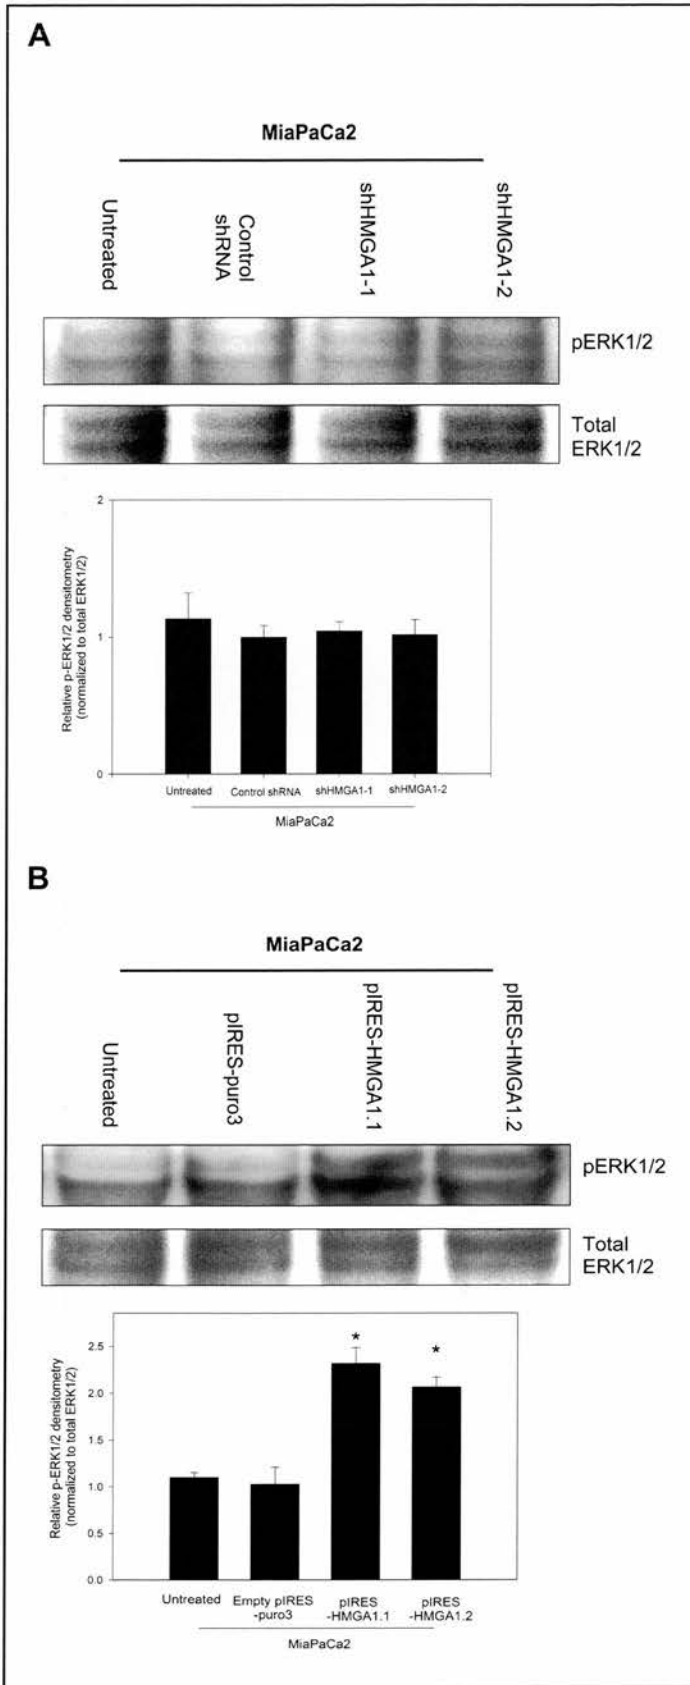 A
MiaPaCa2
Untreated
Control
shRNA
shHMGA1-1
shHMGA1-2
pERK1/2
Total
ERK1/2
Relative p-ERK1/2 densitometry
(normalized to total ERK1/2)
2
1
0
Untreated
Control shRNA
shHMGA1-1
shHMGA1-2
MiaPaCa2
B
MiaPaCa2
Untreated
pIRES-puro3
pIRES-HMGA1.1
pIRES-HMGA1.2
pERK1/2
Total
ERK1/2
Relative p-ERK1/2 densitometry
(normalized to total ERK1/2)
2.5
2.0
1.5
1.0
0.5
0.0
*
*
Untreated
Empty pIRES
-puro3
pIRES
-HMGA1.1
pIRES
-HMGA1.2
MiaPaCa2